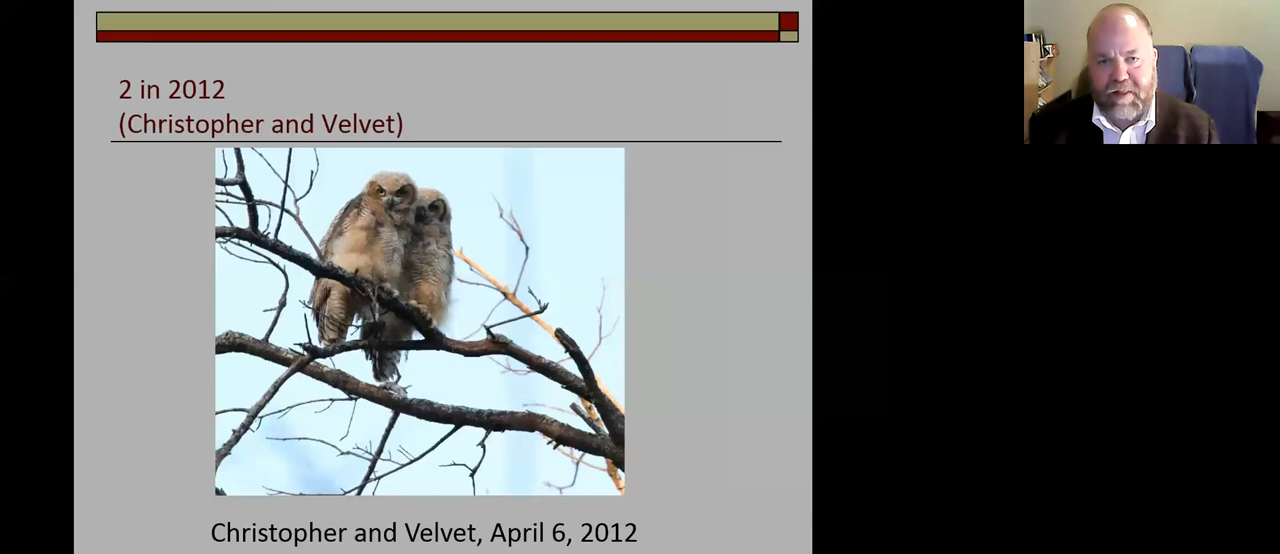 2 in 2012
(Christopher and Velvet)
Christopher and Velvet, April 6, 2012